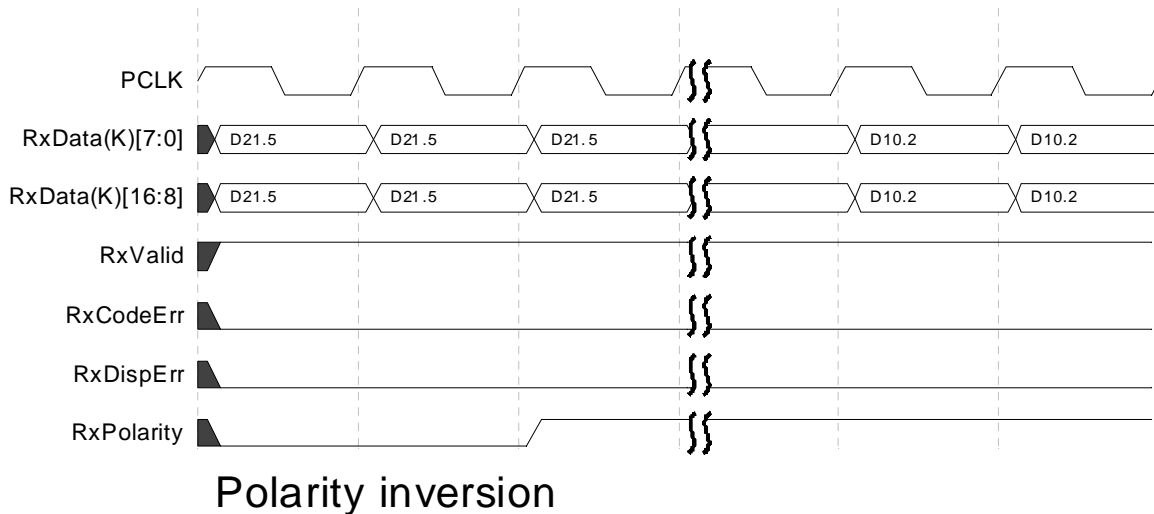 PCLK
RxData(K)[7:0] D21.5 D21.5 D21.5 D10.2 D10.2
RxData(K)[16:8] D21.5 D21.5 D21.5 D10.2 D10.2
RxValid
RxCodeErr
RxDispErr
RxPolarity
Polarity inversion